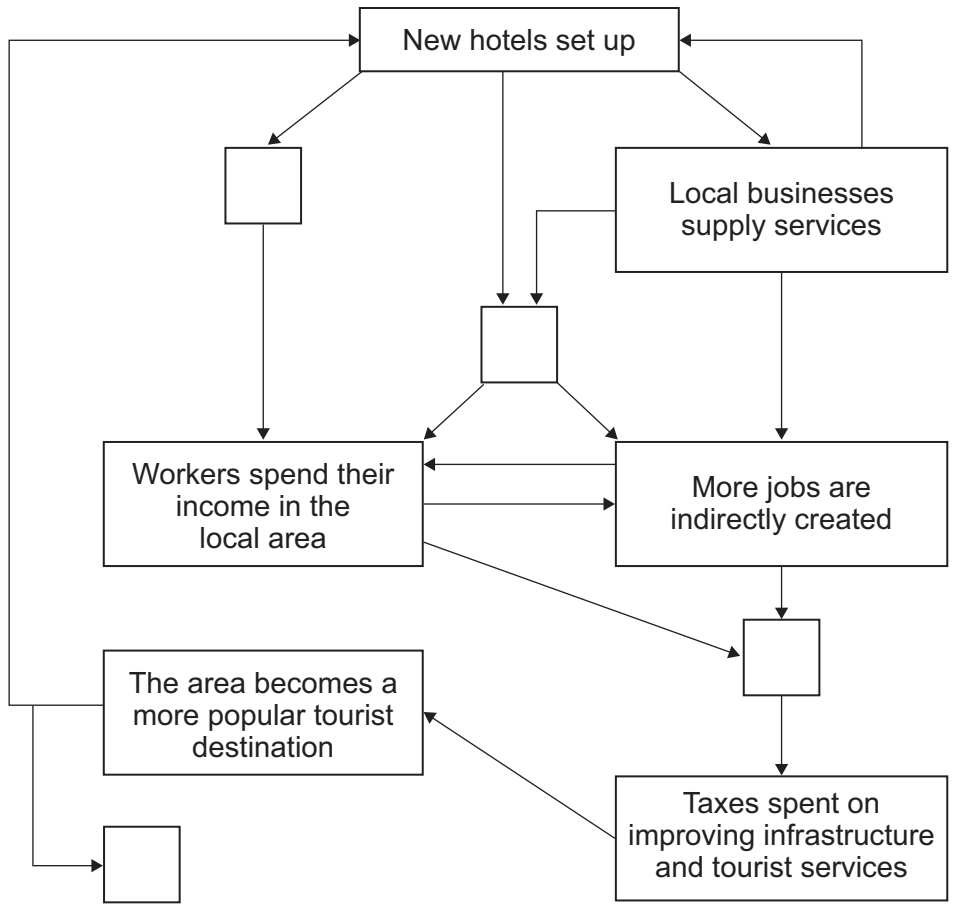 New hotels set up
Local businesses
supply services
Workers spend their
income in the
local area
More jobs are
indirectly created
The area becomes a
more popular tourist
destination
Taxes spent on
improving infrastructure
and tourist services